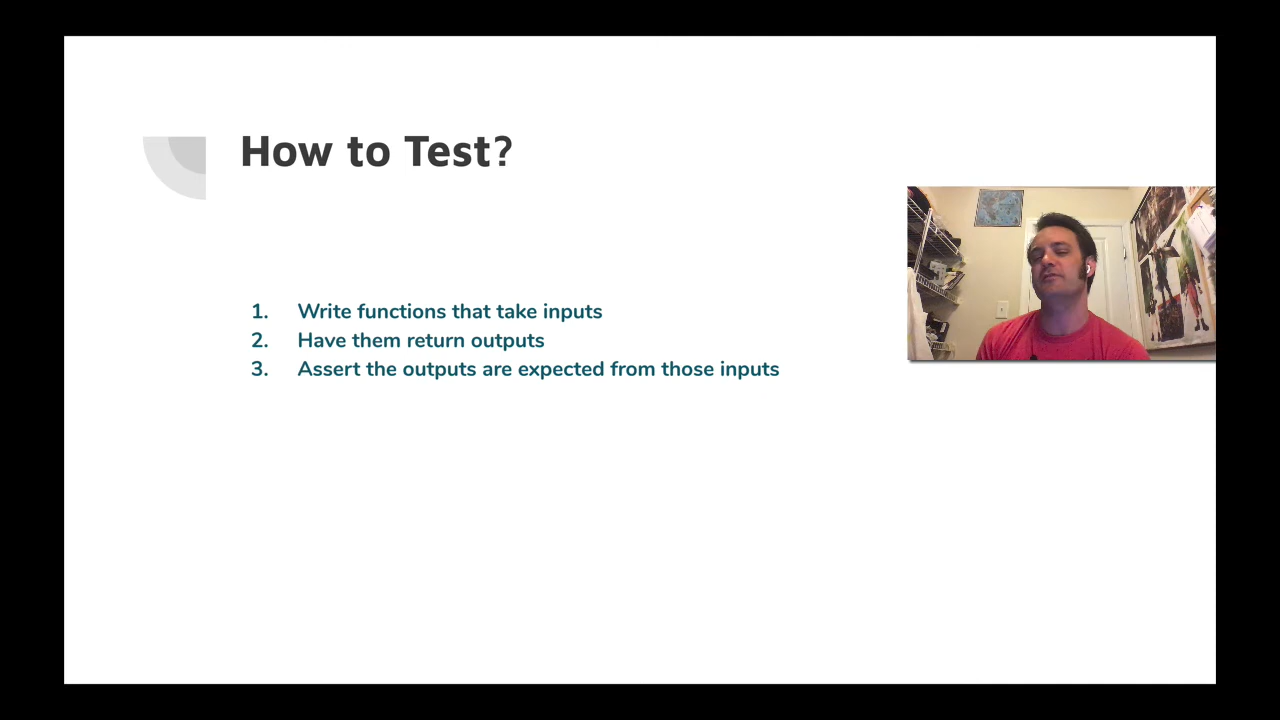 How to Test?
1. Write functions that take inputs
2. Have them return outputs
3. Assert the outputs are expected from those inputs